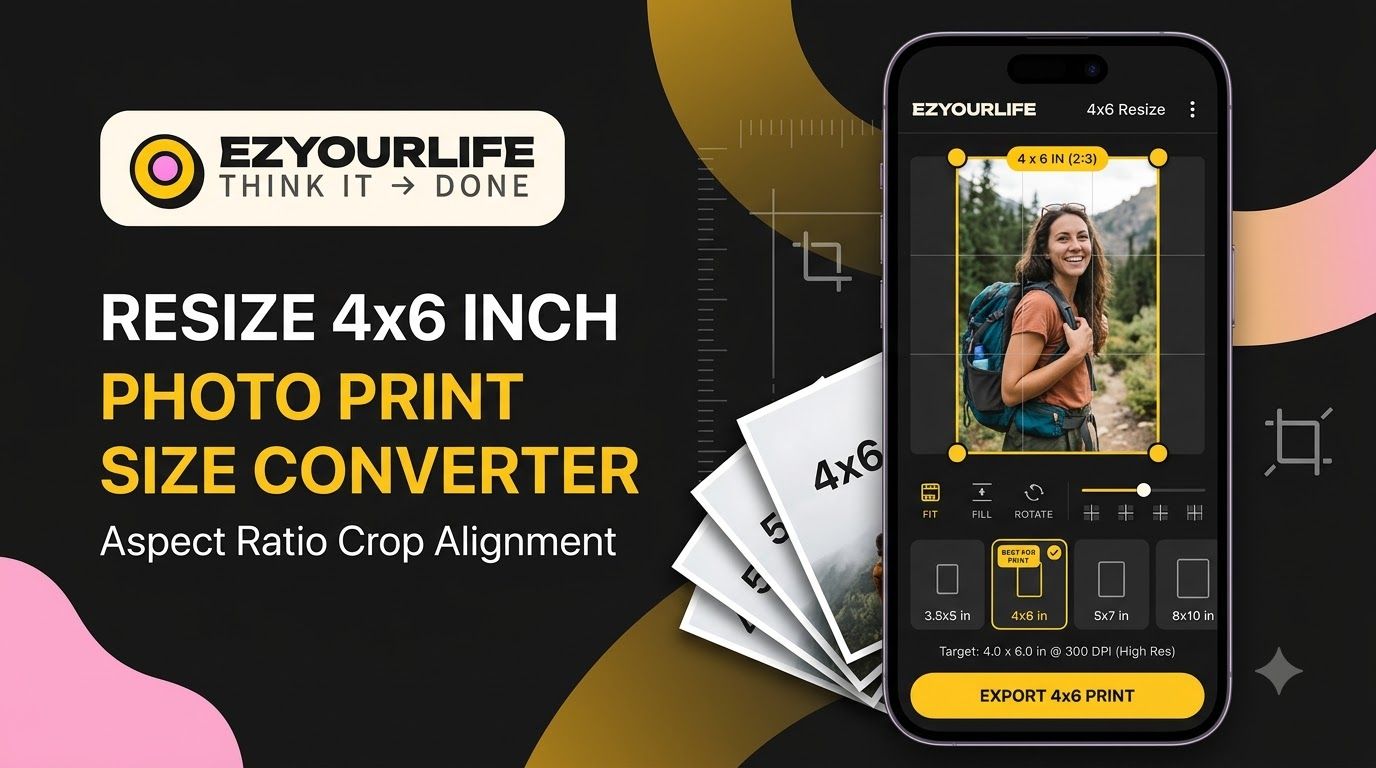 EZYOURLIFE
THINK IT → DONE
RESIZE 4x6 INCH
PHOTO PRINT
SIZE CONVERTER
Aspect Ratio Crop Alignment
4x6
5
5
EZYOURLIFE
4x6 Resize
4 x 6 IN (2:3)
FIT
FILL
ROTATE
BEST FOR
PRINT
3.5x5 in
4x6 in
5x7 in
8x10 in
Target: 4.0 x 6.0 in @ 300 DPI (High Res)
EXPORT 4x6 PRINT